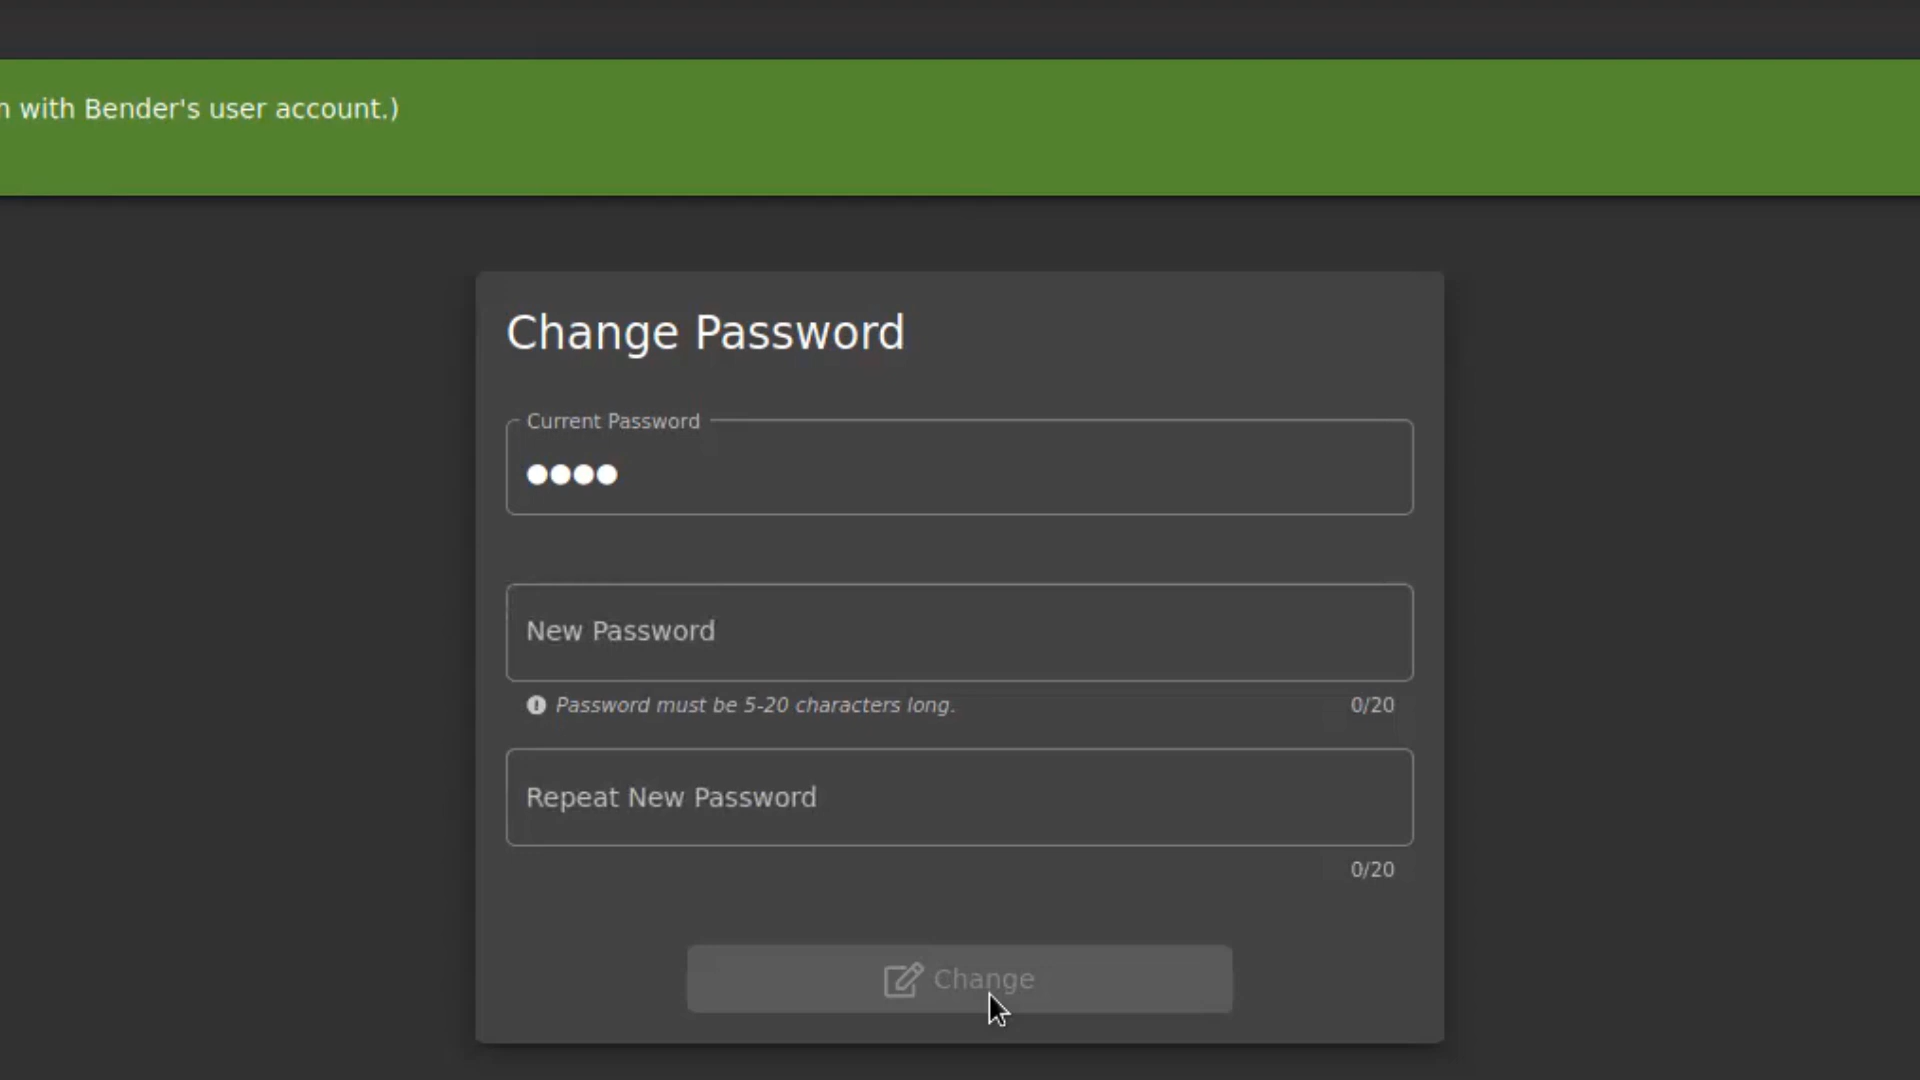 with Bender's user account.)
Change Password
Current Password
●●●●
New Password
Password must be 5-20 characters long.
0/20
Repeat New Password
0/20
Change